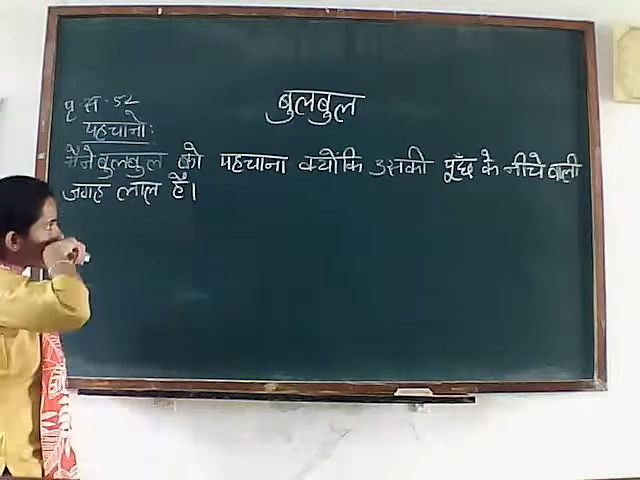 बुलबुल
पृ. स. 52
पहचानो:
मैंने बुलबुल को पहचाना क्योंकि उसकी पूँछ के नीचे वाली
जगह लाल है।